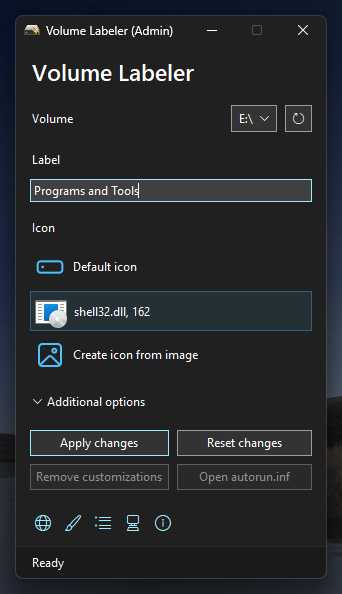 Volume Labeler (Admin)
Volume Labeler
Volume
E:\
Label
Programs and Tools
Icon
Default icon
shell32.dll, 162
Create icon from image
Additional options
Apply changes
Reset changes
Remove customizations
Open autorun.inf
Ready